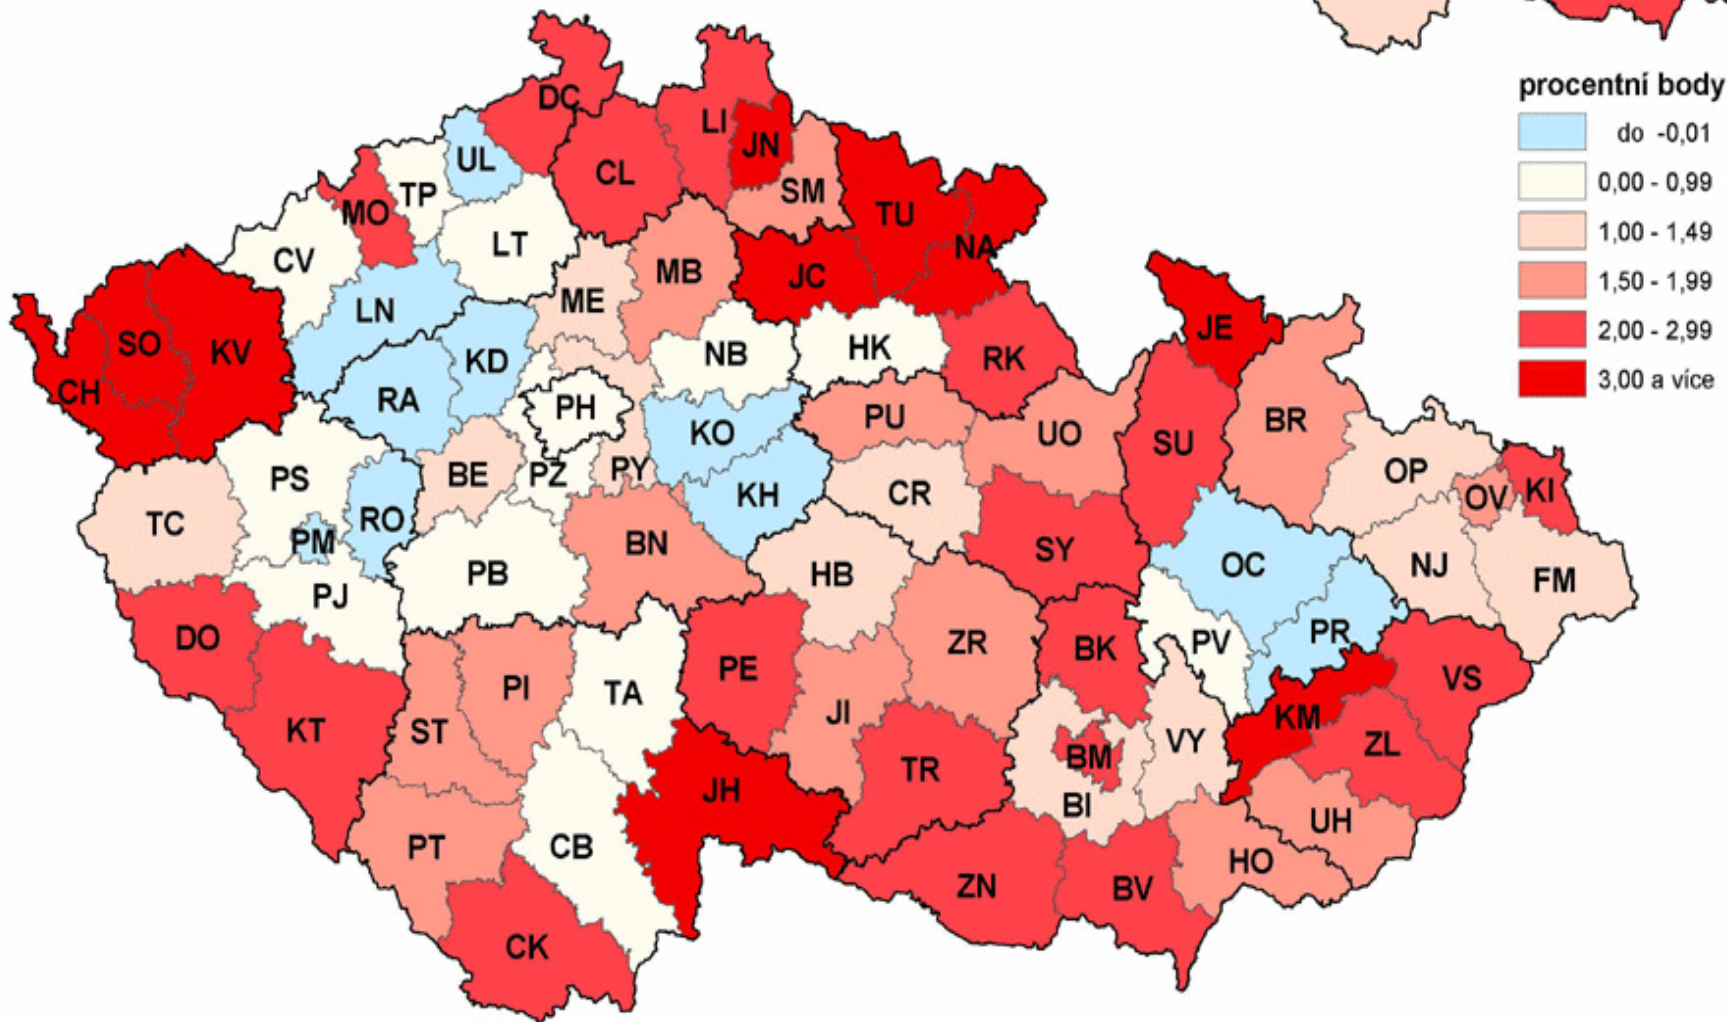 procentní body
do -0,01
0,00 - 0,99
1,00 - 1,49
1,50 - 1,99
2,00 - 2,99
3,00 a více
DC
LI
JN
UL
CL
SM
TP
MO
TU
LT
NA
CV
MB
JC
ME
LN
JE
SO
KV
KD
NB
HK
RK
CH
RA
PH
KO
PU
UO
SU
BR
PS
BE
PZ
PY
KH
CR
OP
OV
KI
TC
RO
PM
BN
SY
PB
HB
OC
NJ
FM
PJ
DO
ZR
BK
PV
PR
PE
VS
KT
ST
PI
TA
JI
KM
ZL
VY
BM
TR
JH
BI
UH
PT
CB
HO
ZN
BV
CK